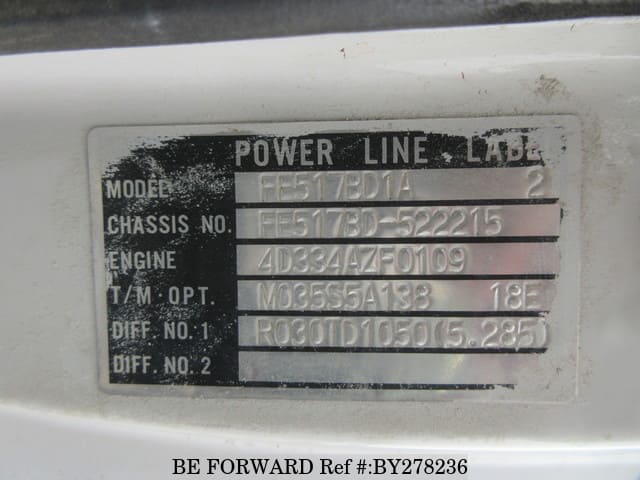 POWER LINE LABE
MODEL FE517BD1A 2
CHASSIS NO. FE517BD-522215
ENGINE 4D334AZF0109
T/M·OPT. M035S5A138 18E
DIFF. NO. 1 R030TD1050(5.285)
DIFF. NO. 2
BE FORWARD Ref #:BY278236